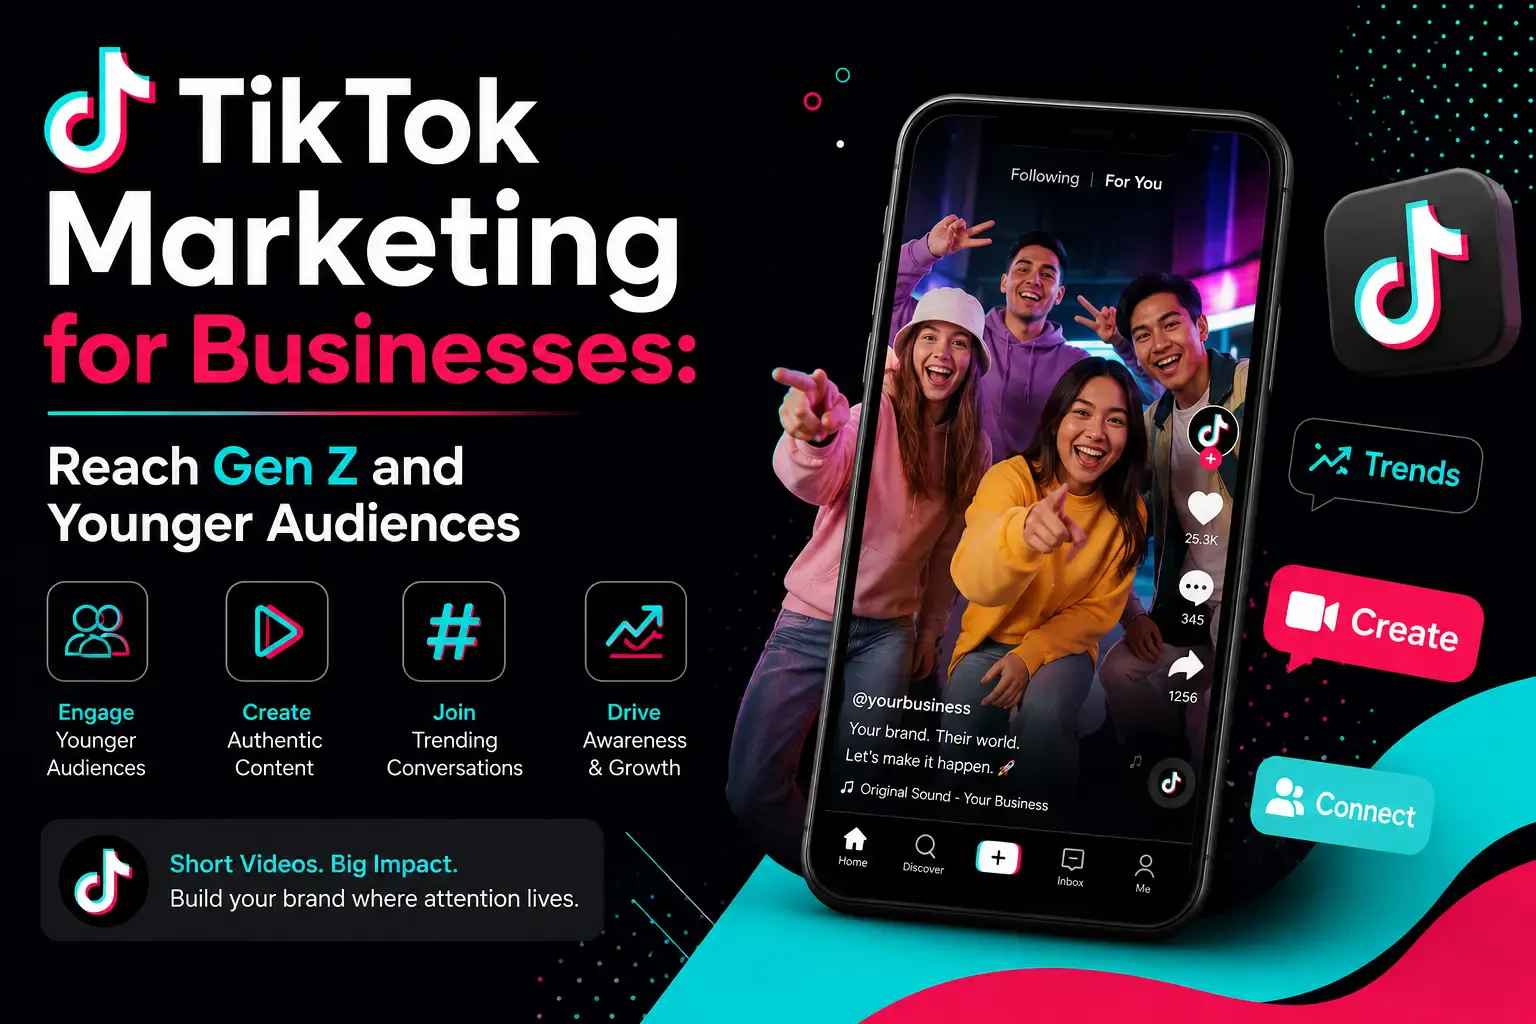 TikTok
Marketing
for Businesses:
Reach Gen Z and
Younger Audiences
Engage
Younger
Audiences
Create
Authentic
Content
Join
Trending
Conversations
Drive
Awareness
& Growth
Short Videos. Big Impact.
Build your brand where attention lives.
Following | For You
25.3K
345
1256
@yourbusiness
Your brand. Their world.
Let's make it happen. 🚀
Original Sound - Your Business
Home
Discover
Inbox
Me
Trends
Create
Connect